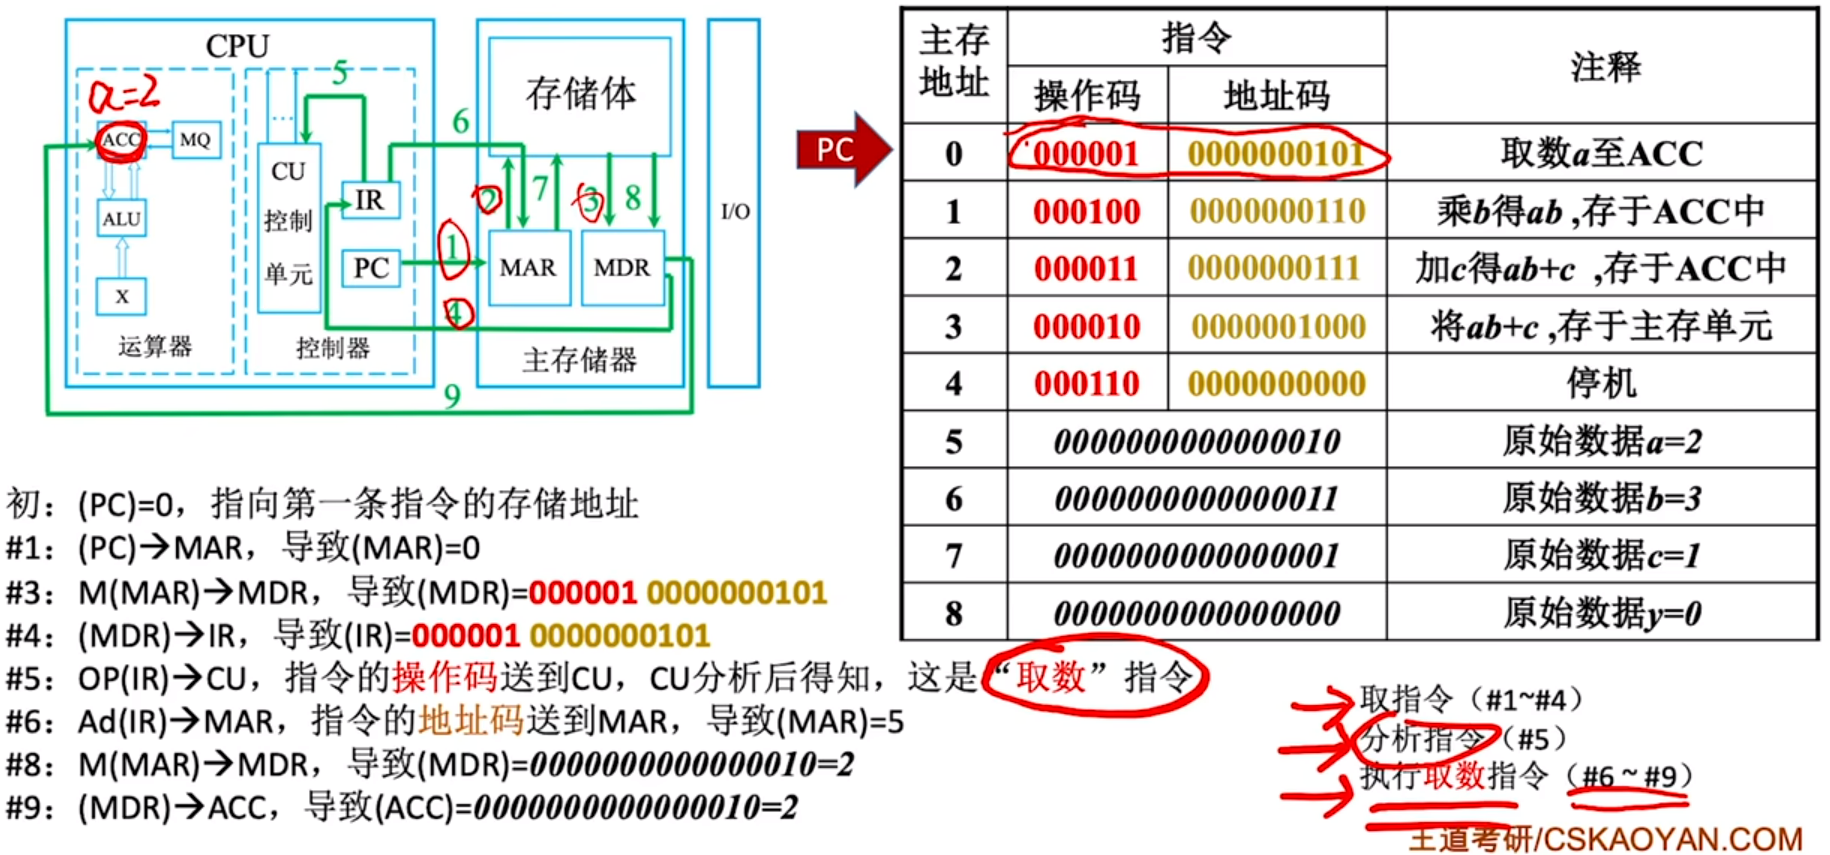 CPU
a=2
5
ACC
MQ
CU
控制
单元
…
IR
ALU
PC
X
运算器
控制器
6
1
4
9
存储体
2
7
3
8
MAR
MDR
主存储器
I/O
PC
主存地址 指令 注释
操作码 地址码
0 000001 0000000101 取数a至ACC
1 000100 0000000110 乘b得ab ,存于ACC中
2 000011 0000000111 加c得ab+c ,存于ACC中
3 000010 0000001000 将ab+c ,存于主存单元
4 000110 0000000000 停机
5 0000000000000010 原始数据a=2
6 0000000000000011 原始数据b=3
7 0000000000000001 原始数据c=1
8 0000000000000000 原始数据y=0
初：(PC)=0，指向第一条指令的存储地址
#1：(PC)→MAR，导致(MAR)=0
#3：M(MAR)→MDR，导致(MDR)=000001 0000000101
#4：(MDR)→IR，导致(IR)=000001 0000000101
#5：OP(IR)→CU，指令的操作码送到CU，CU分析后得知，这是“取数”指令
#6：Ad(IR)→MAR，指令的地址码送到MAR，导致(MAR)=5
#8：M(MAR)→MDR，导致(MDR)=0000000000000010=2
#9：(MDR)→ACC，导致(ACC)=0000000000000010=2
取指令（#1~#4）
分析指令（#5）
执行取数指令（#6~#9）
王道考研/CSKAOYAN.COM